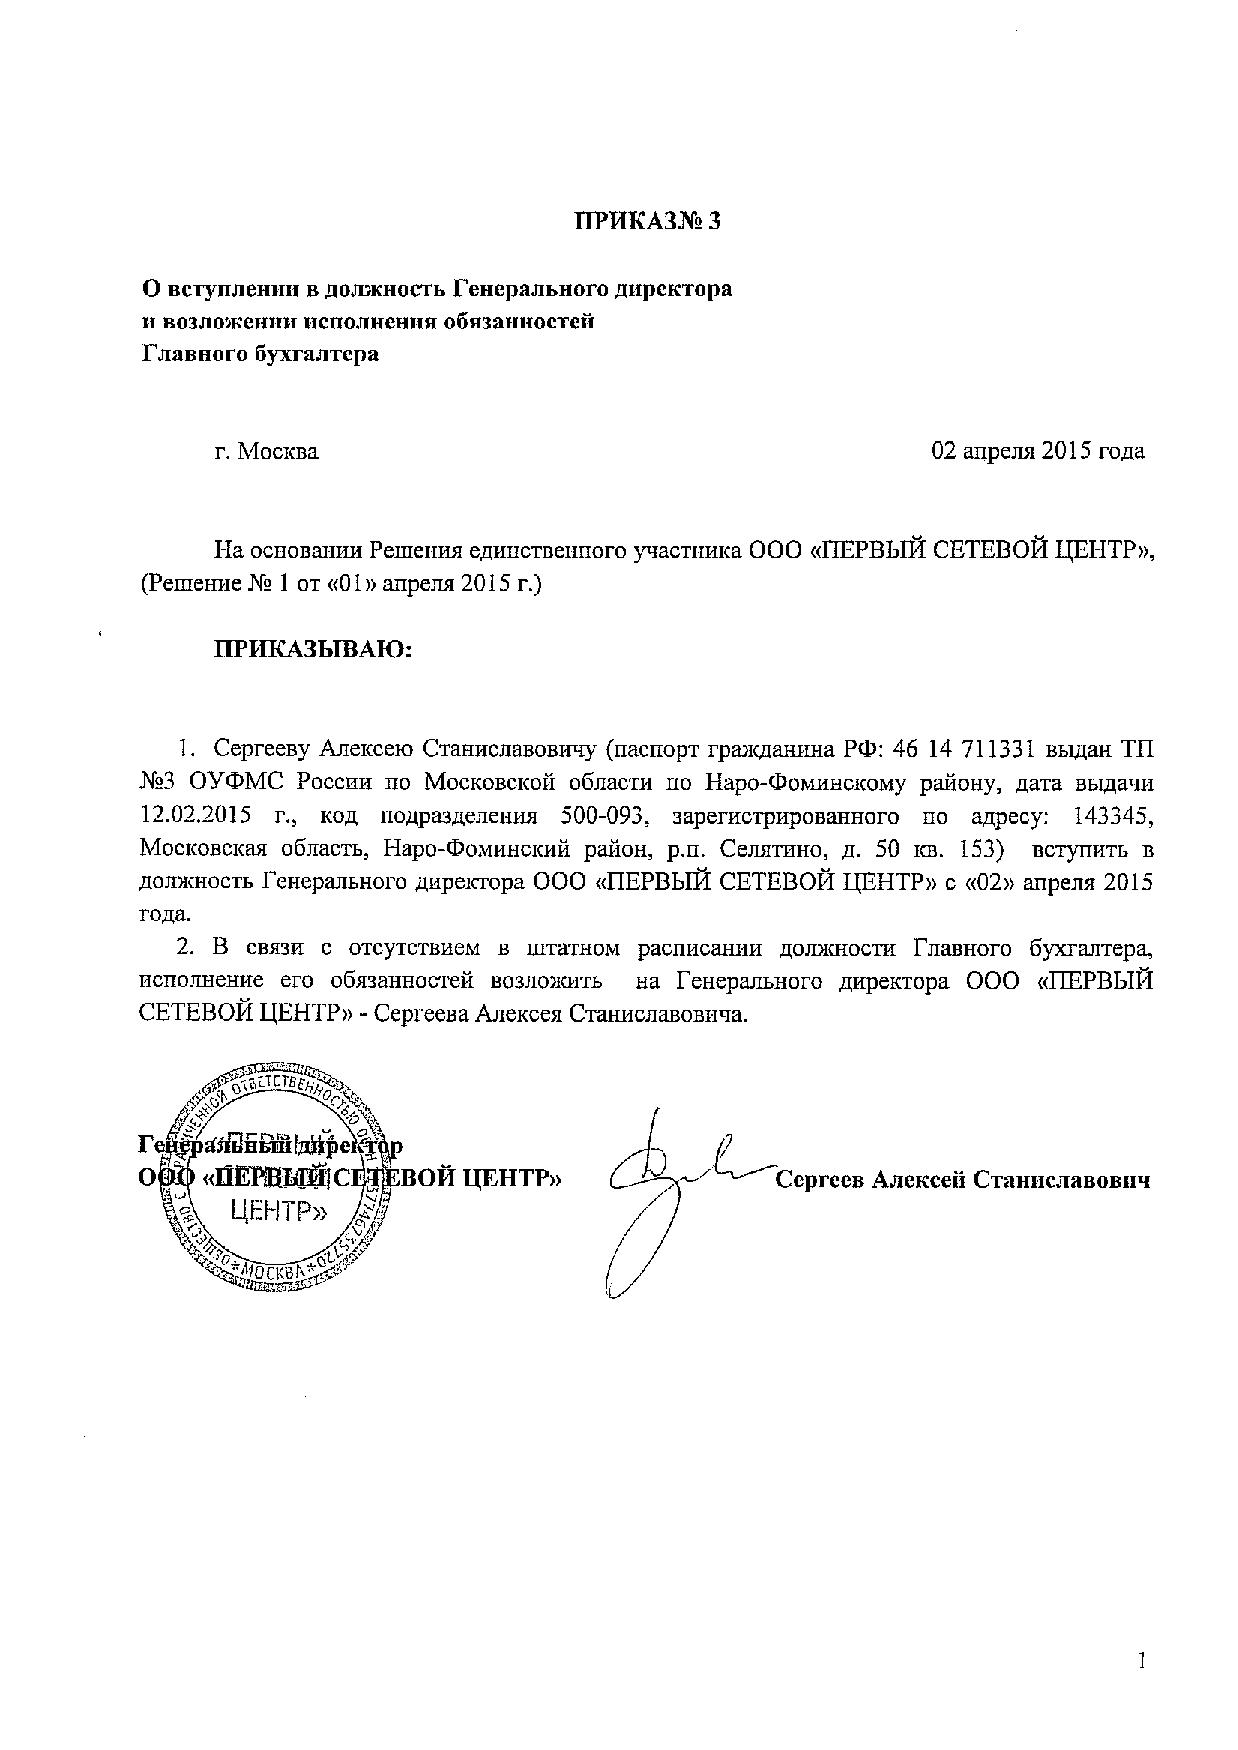 ПРИКАЗ№ 3
О вступлении в должность Генерального директора
и возложении исполнения обязанностей
Главного бухгалтера
г. Москва 02 апреля 2015 года
На основании Решения единственного участника ООО «ПЕРВЫЙ СЕТЕВОЙ ЦЕНТР»,
(Решение № 1 от «01» апреля 2015 г.)
ПРИКАЗЫВАЮ:
1. Сергееву Алексею Станиславовичу (паспорт гражданина РФ: 46 14 711331 выдан ТП
№3 ОУФМС России по Московской области по Наро-Фоминскому району, дата выдачи
12.02.2015 г., код подразделения 500-093, зарегистрированного по адресу: 143345,
Московская область, Наро-Фоминский район, р.п. Селятино, д. 50 кв. 153) вступить в
должность Генерального директора ООО «ПЕРВЫЙ СЕТЕВОЙ ЦЕНТР» с «02» апреля 2015
года.
2. В связи с отсутствием в штатном расписании должности Главного бухгалтера,
исполнение его обязанностей возложить на Генерального директора ООО «ПЕРВЫЙ
СЕТЕВОЙ ЦЕНТР» - Сергеева Алексея Станиславовича.
Генеральный директор
ООО «ПЕРВЫЙ СЕТЕВОЙ ЦЕНТР» Сергеев Алексей Станиславович
ОТВЕТСТВЕННОСТЬЮ
«ПЕРВЫЙ
ЦЕНТР»
*МОСКВА*
1